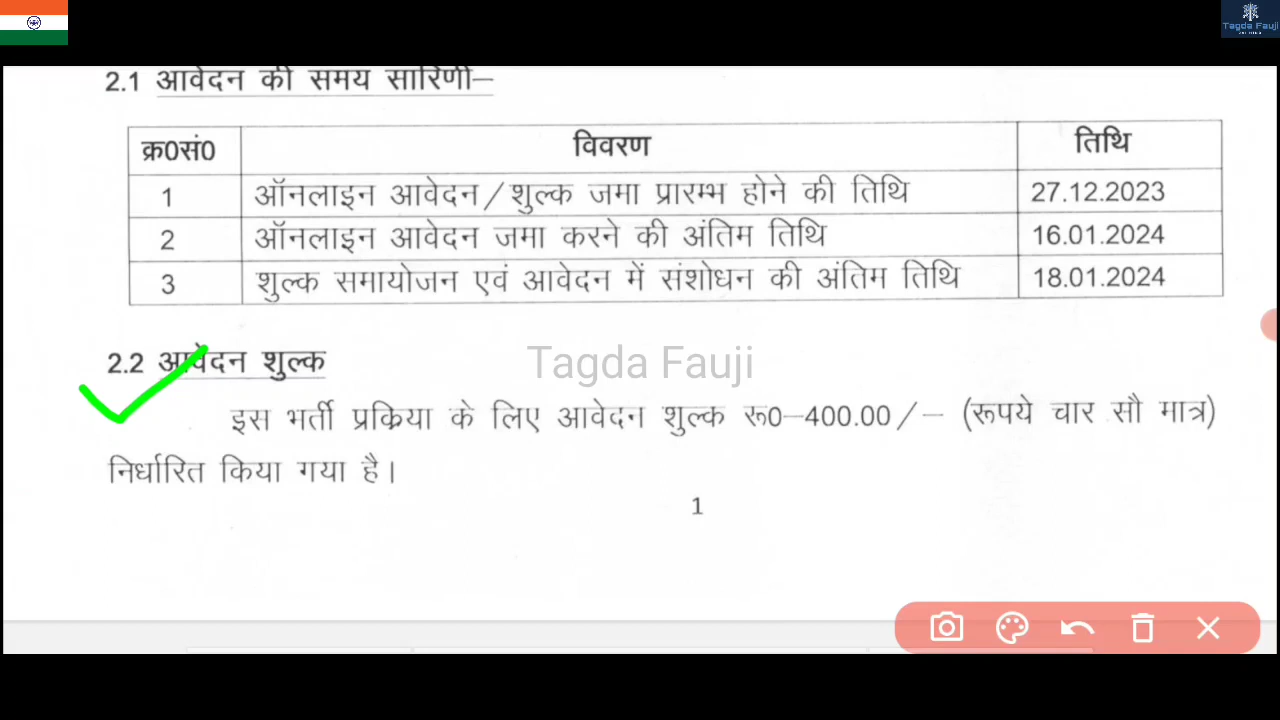 Tagda Fauji
2.1 आवेदन की समय सारिणी—
क्र0सं0 विवरण तिथि
1 ऑनलाइन आवेदन/शुल्क जमा प्रारम्भ होने की तिथि 27.12.2023
2 ऑनलाइन आवेदन जमा करने की अंतिम तिथि 16.01.2024
3 शुल्क समायोजन एवं आवेदन में संशोधन की अंतिम तिथि 18.01.2024
2.2 आवेदन शुल्क
Tagda Fauji
इस भर्ती प्रक्रिया के लिए आवेदन शुल्क रू0—400.00/— (रूपये चार सौ मात्र)
निर्धारित किया गया है।
1